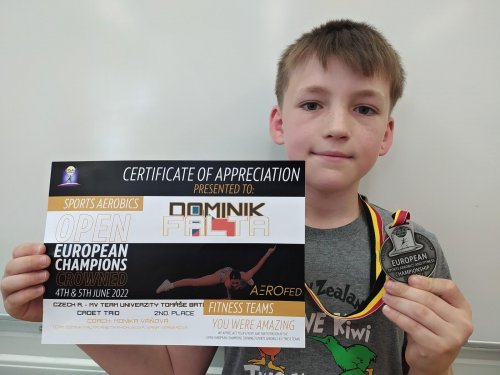 CERTIFICATE OF APPRECIATION
PRESENTED TO:
SPORTS AEROBICS
OPEN
DOMINIK
FALTA
EUROPEAN
CHAMPIONS
CROWNED
4TH & 5TH JUNE 2022
AEROFED
CZECH R. - MY TEAM UNIVERZITY TOMÁŠE BATI
CADET TRIO 2ND. PLACE
COACH: MONIKA VÁŇOVÁ
FITNESS TEAMS
YOU WERE AMAZING
EUROPEAN
CHAMPIONSHIP
Zealand
Kiwi